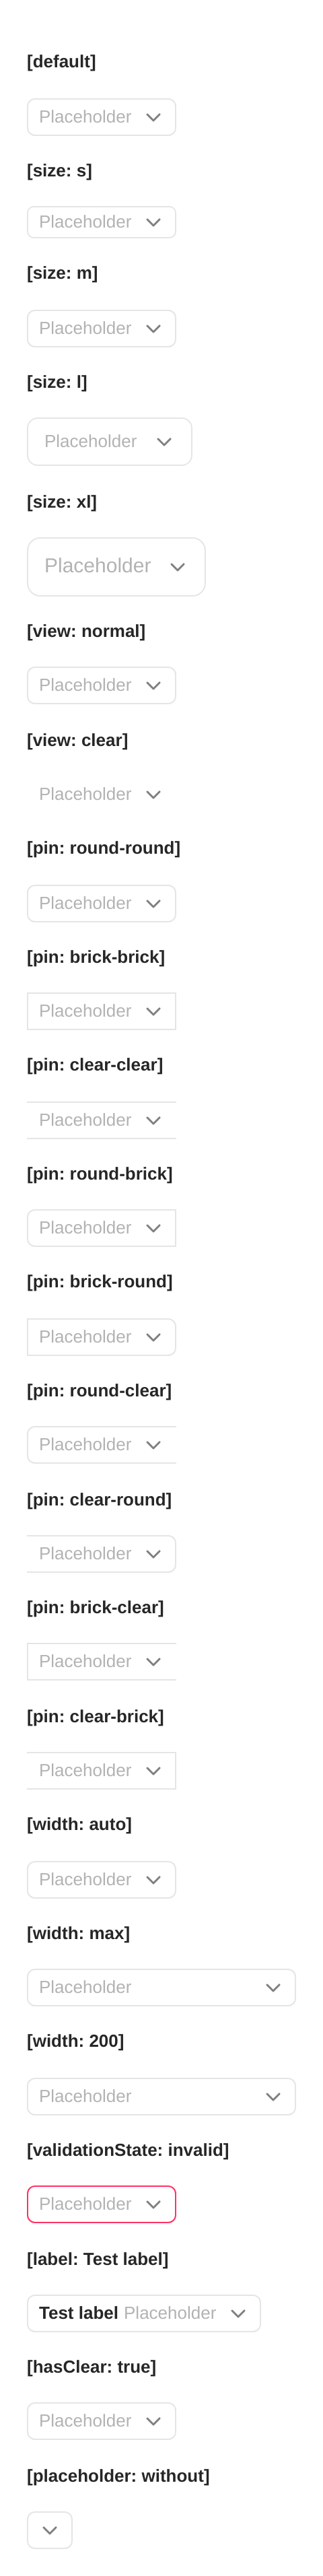 [default]
Placeholder
[size: s]
Placeholder
[size: m]
Placeholder
[size: l]
Placeholder
[size: xl]
Placeholder
[view: normal]
Placeholder
[view: clear]
Placeholder
[pin: round-round]
Placeholder
[pin: brick-brick]
Placeholder
[pin: clear-clear]
Placeholder
[pin: round-brick]
Placeholder
[pin: brick-round]
Placeholder
[pin: round-clear]
Placeholder
[pin: clear-round]
Placeholder
[pin: brick-clear]
Placeholder
[pin: clear-brick]
Placeholder
[width: auto]
Placeholder
[width: max]
Placeholder
[width: 200]
Placeholder
[validationState: invalid]
Placeholder
[label: Test label]
Test label Placeholder
[hasClear: true]
Placeholder
[placeholder: without]